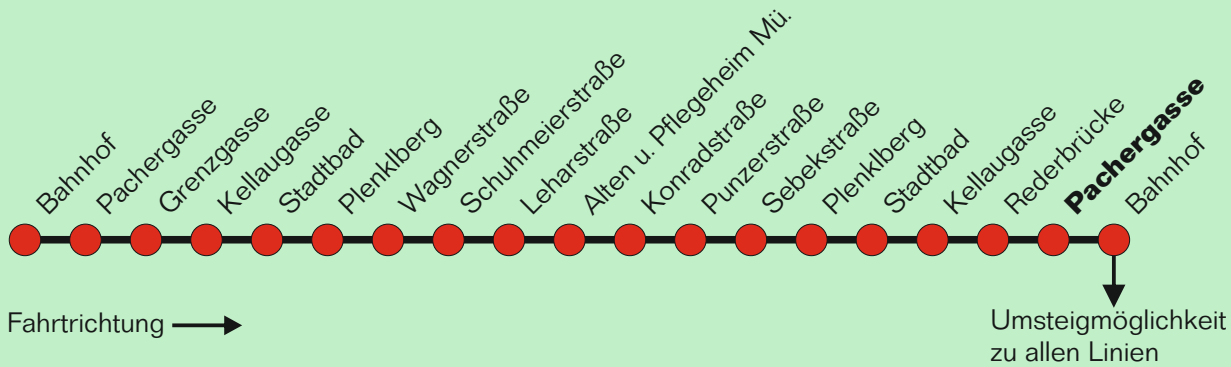 Bahnhof
Pachergasse
Grenzgasse
Kellaugasse
Stadtbad
Plenklberg
Wagnerstraße
Schuhmeierstraße
Leharstraße
Alten u. Pflegeheim Mü.
Konradstraße
Punzerstraße
Sebekstraße
Plenklberg
Stadtbad
Kellaugasse
Rederbrücke
Pachergasse
Bahnhof
Fahrtrichtung
Umsteigmöglichkeit
zu allen Linien